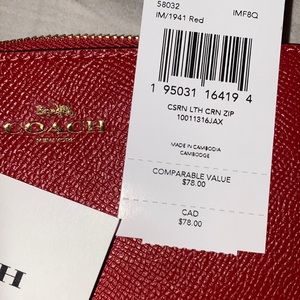 58032 IMF8Q
IM/1941 Red
1 95031 16419 4
CSRN LTH CRN ZIP
10011316JAX
MADE IN CAMBODIA
CAMBODGE
COMPARABLE VALUE
$78.00
CAD
$78.00
COACH
NEW YORK
H